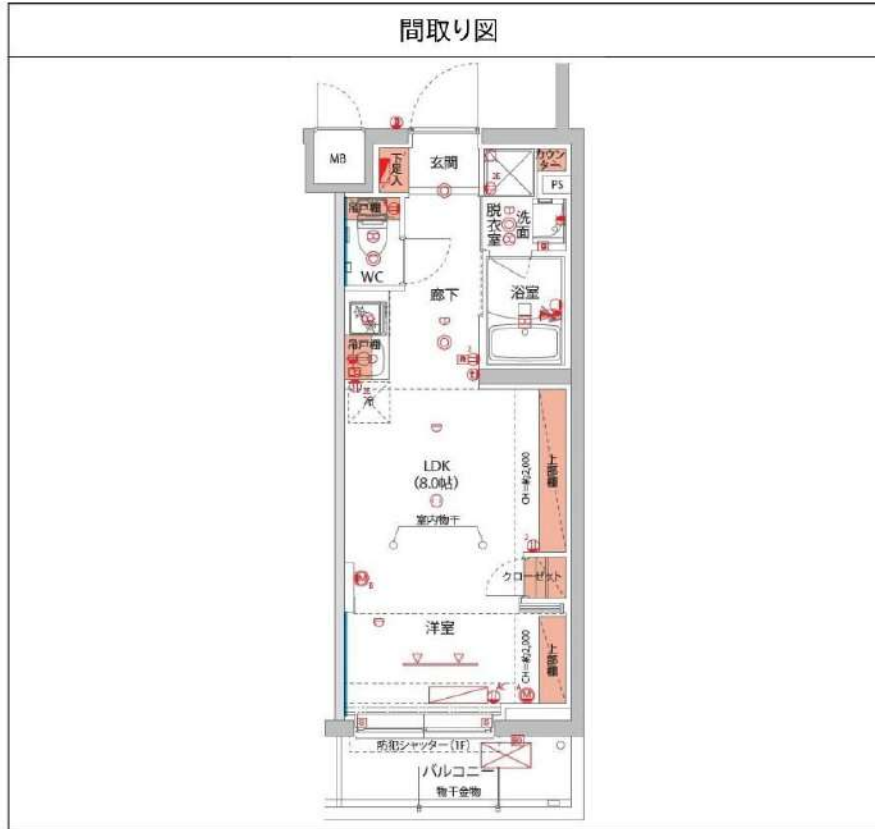 間取り図
MB
下足入
玄関
カウンター
PS
吊戸棚
脱衣室
洗面
WC
廊下
浴室
吊戸棚
冷
LDK
(8.0帖)
CH=約2,000
上部棚
室内物干
クローゼット
洋室
CH=約2,000
上部棚
防犯シャッター(1F)
バルコニー
物干金物